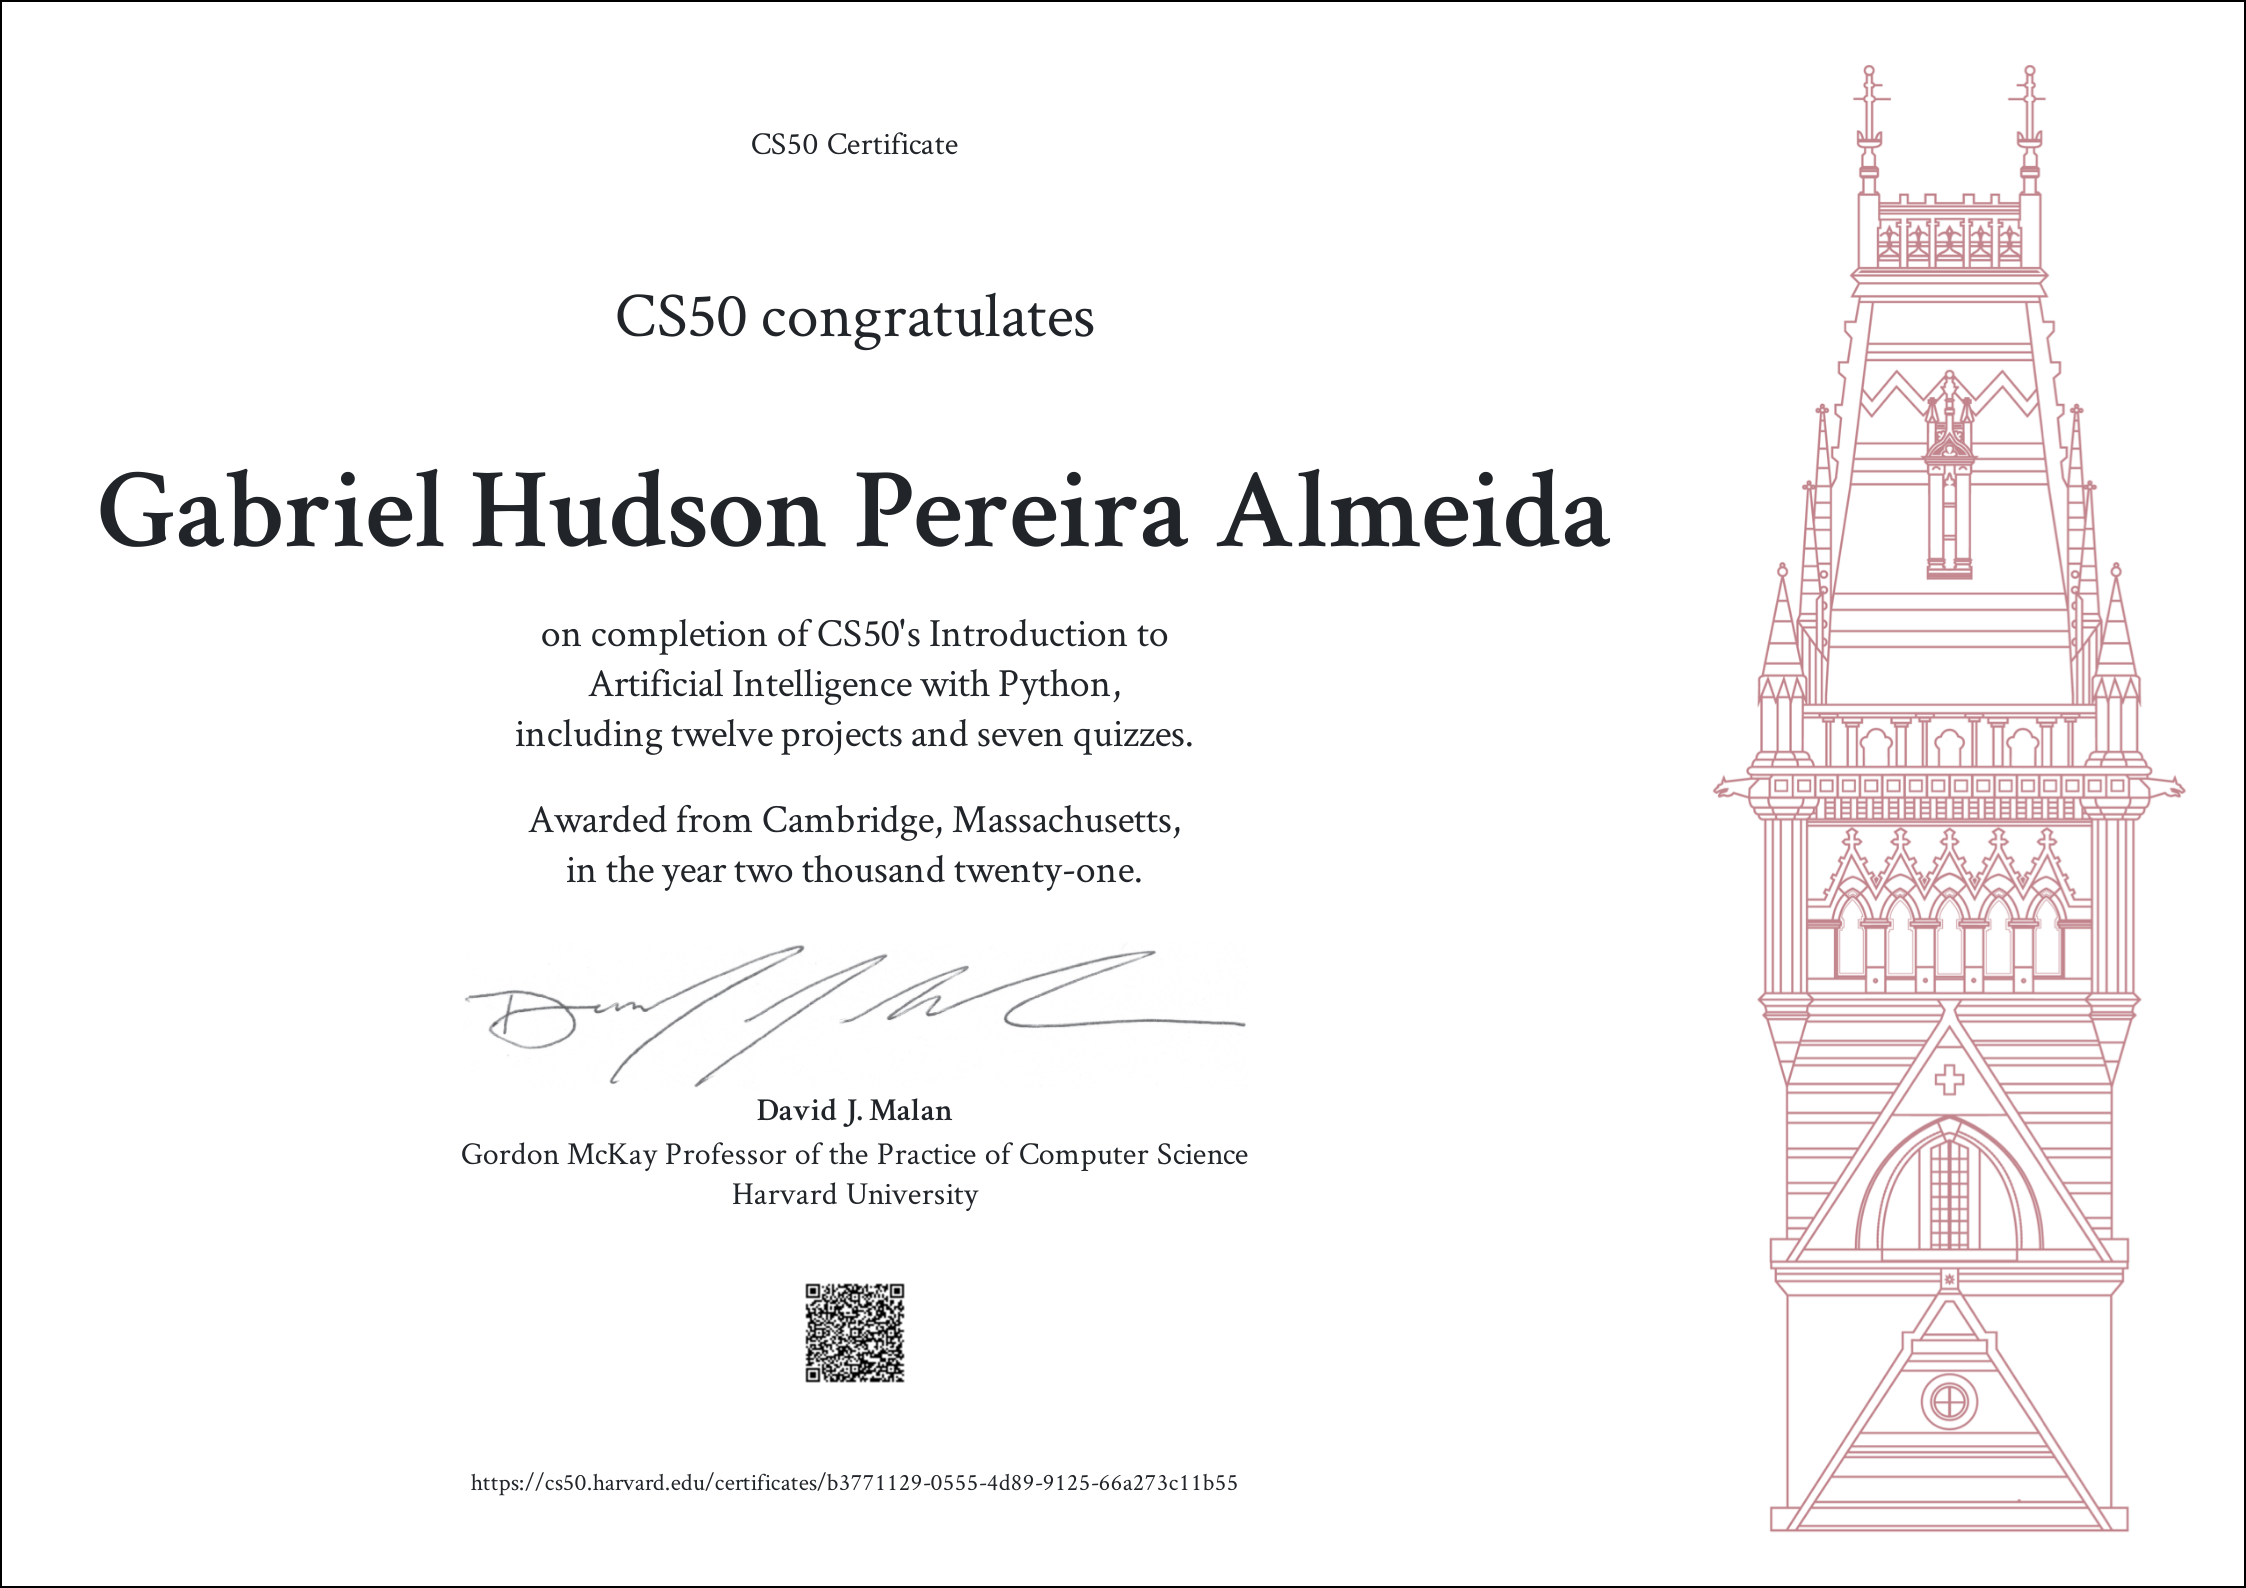 CS50 Certificate
CS50 congratulates
Gabriel Hudson Pereira Almeida
on completion of CS50's Introduction to
Artificial Intelligence with Python,
including twelve projects and seven quizzes.
Awarded from Cambridge, Massachusetts,
in the year two thousand twenty-one.
David J. Malan
Gordon McKay Professor of the Practice of Computer Science
Harvard University
https://cs50.harvard.edu/certificates/b3771129-0555-4d89-9125-66a273c11b55